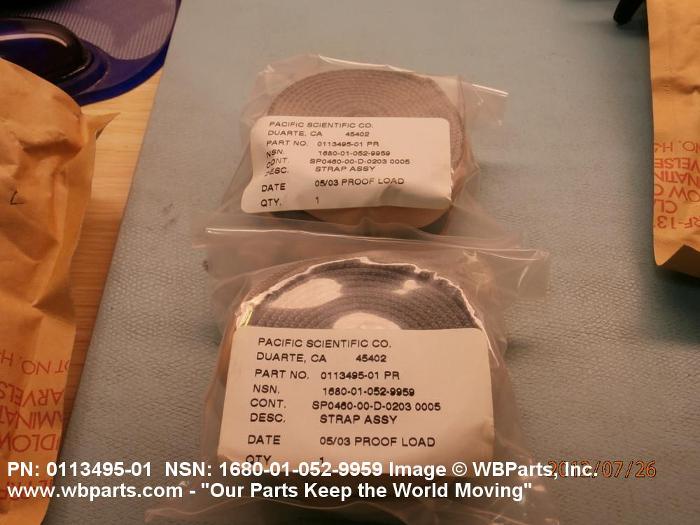 PACIFIC SCIENTIFIC CO.
DUARTE, CA 45402
PART NO. 0113495-01 PR
NSN. 1680-01-052-9959
CONT. SP0460-00-D-0203 0005
DESC. STRAP ASSY
DATE 05/03 PROOF LOAD
QTY. 1
PACIFIC SCIENTIFIC CO.
DUARTE, CA 45402
PART NO. 0113495-01 PR
NSN. 1680-01-052-9959
CONT. SP0460-00-D-0203 0005
DESC. STRAP ASSY
DATE 05/03 PROOF LOAD
QTY. 1
2012/07/26
PN: 0113495-01 NSN: 1680-01-052-9959 Image © WBParts, Inc.
www.wbparts.com - "Our Parts Keep the World Moving"